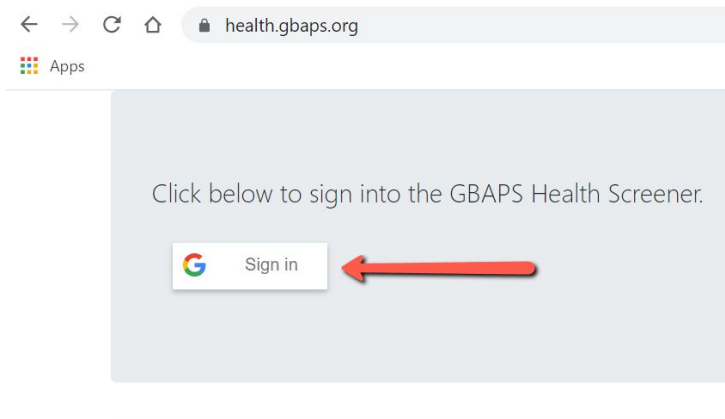 health.gbaps.org
Apps
Click below to sign into the GBAPS Health Screener.
Sign in